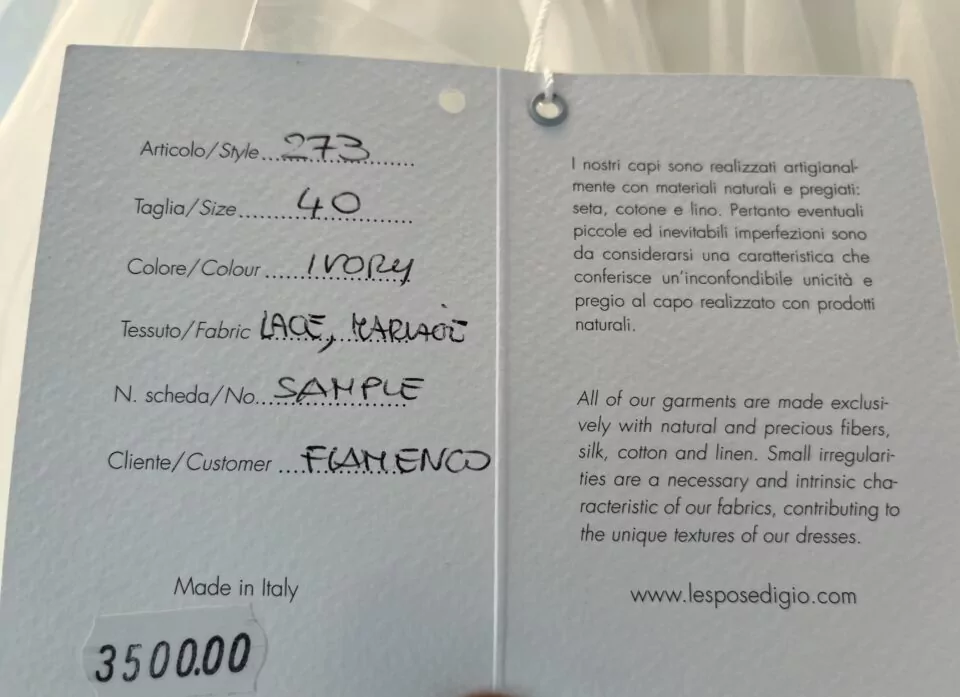 Articolo/Style 273
Taglia/Size 40
Colore/Colour IVORY
Tessuto/Fabric LACE,
N. scheda/No. SAMPLE
Cliente/Customer FLAMENCO
Made in Italy
3500.00
I nostri capi sono realizzati artigianal-
mente con materiali naturali e pregiati:
seta, cotone e lino. Pertanto eventuali
piccole ed inevitabili imperfezioni sono
da considerarsi una caratteristica che
conferisce un'inconfondibile unicità e
pregio al capo realizzato con prodotti
naturali.
All of our garments are made exclusi-
vely with natural and precious fibers,
silk, cotton and linen. Small irregulari-
ties are a necessary and intrinsic cha-
racteristic of our fabrics, contributing to
the unique textures of our dresses.
www.lesposedigio.com